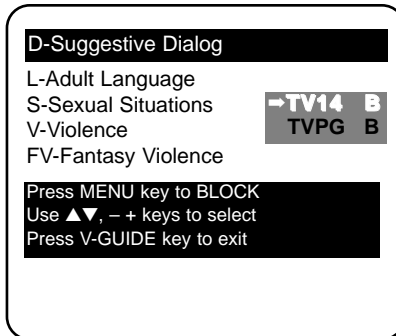 D-Suggestive Dialog
L-Adult Language
S-Sexual Situations ➡TV14 B
V-Violence TVPG B
FV-Fantasy Violence
Press MENU key to BLOCK
Use ▲▼, – + keys to select
Press V-GUIDE key to exit